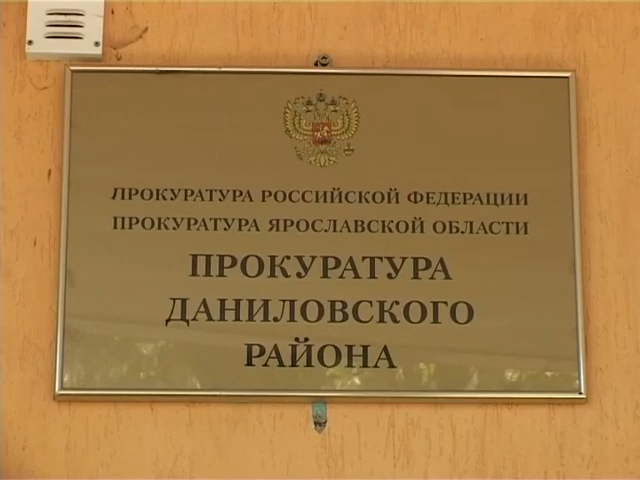 ПРОКУРАТУРА РОССИЙСКОЙ ФЕДЕРАЦИИ
ПРОКУРАТУРА ЯРОСЛАВСКОЙ ОБЛАСТИ
ПРОКУРАТУРА
ДАНИЛОВСКОГО
РАЙОНА